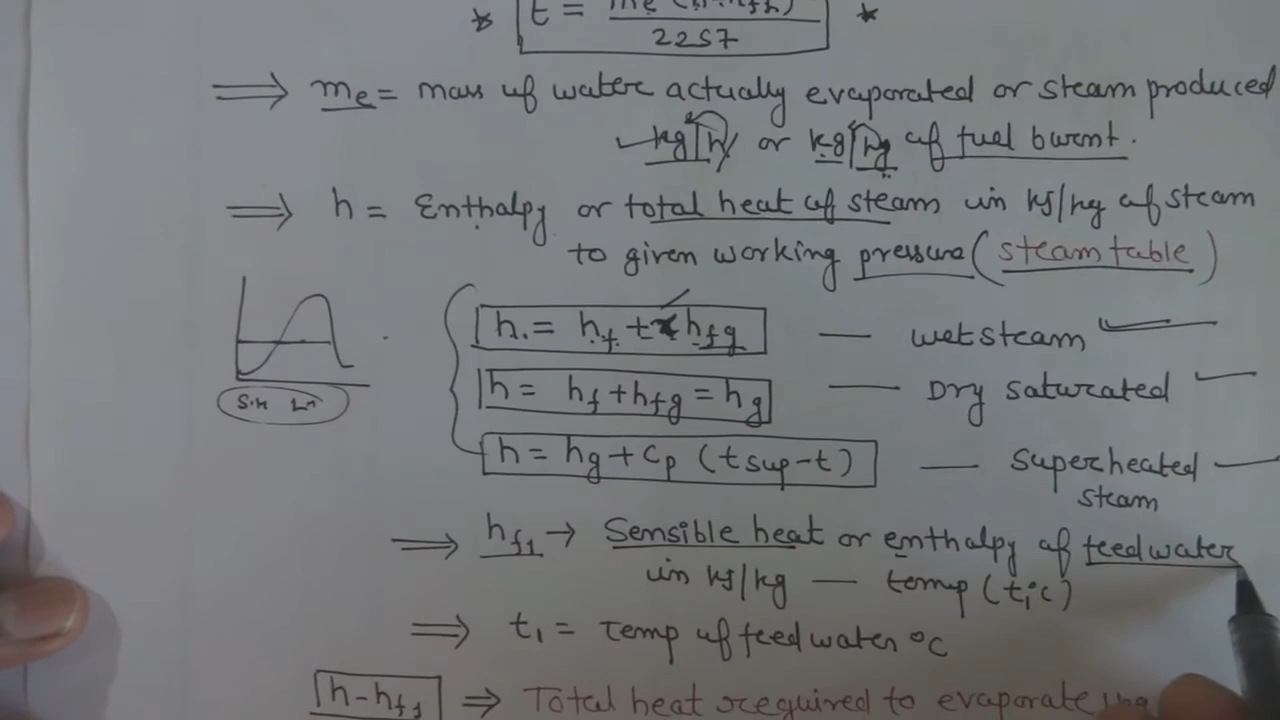 * t = me (h-hf1) *
2257
⟹ me = mass of water actually evaporated or steam produced
kg/h or kg/kg of fuel burnt.
⟹ h = Enthalpy or total heat of steam in kJ/kg of steam
to given working pressure (steam table)
h = hf + x hfg — wet steam
h = hf + hfg = hg — Dry saturated
h = hg + Cp (tsup - t) — Superheated
steam
⟹ hf1 → Sensible heat or enthalpy of feedwater
in kJ/kg — temp (t1°C)
⟹ t1 = Temp of feedwater °C
h-hf1 ⟹ Total heat required to evaporate 1kg